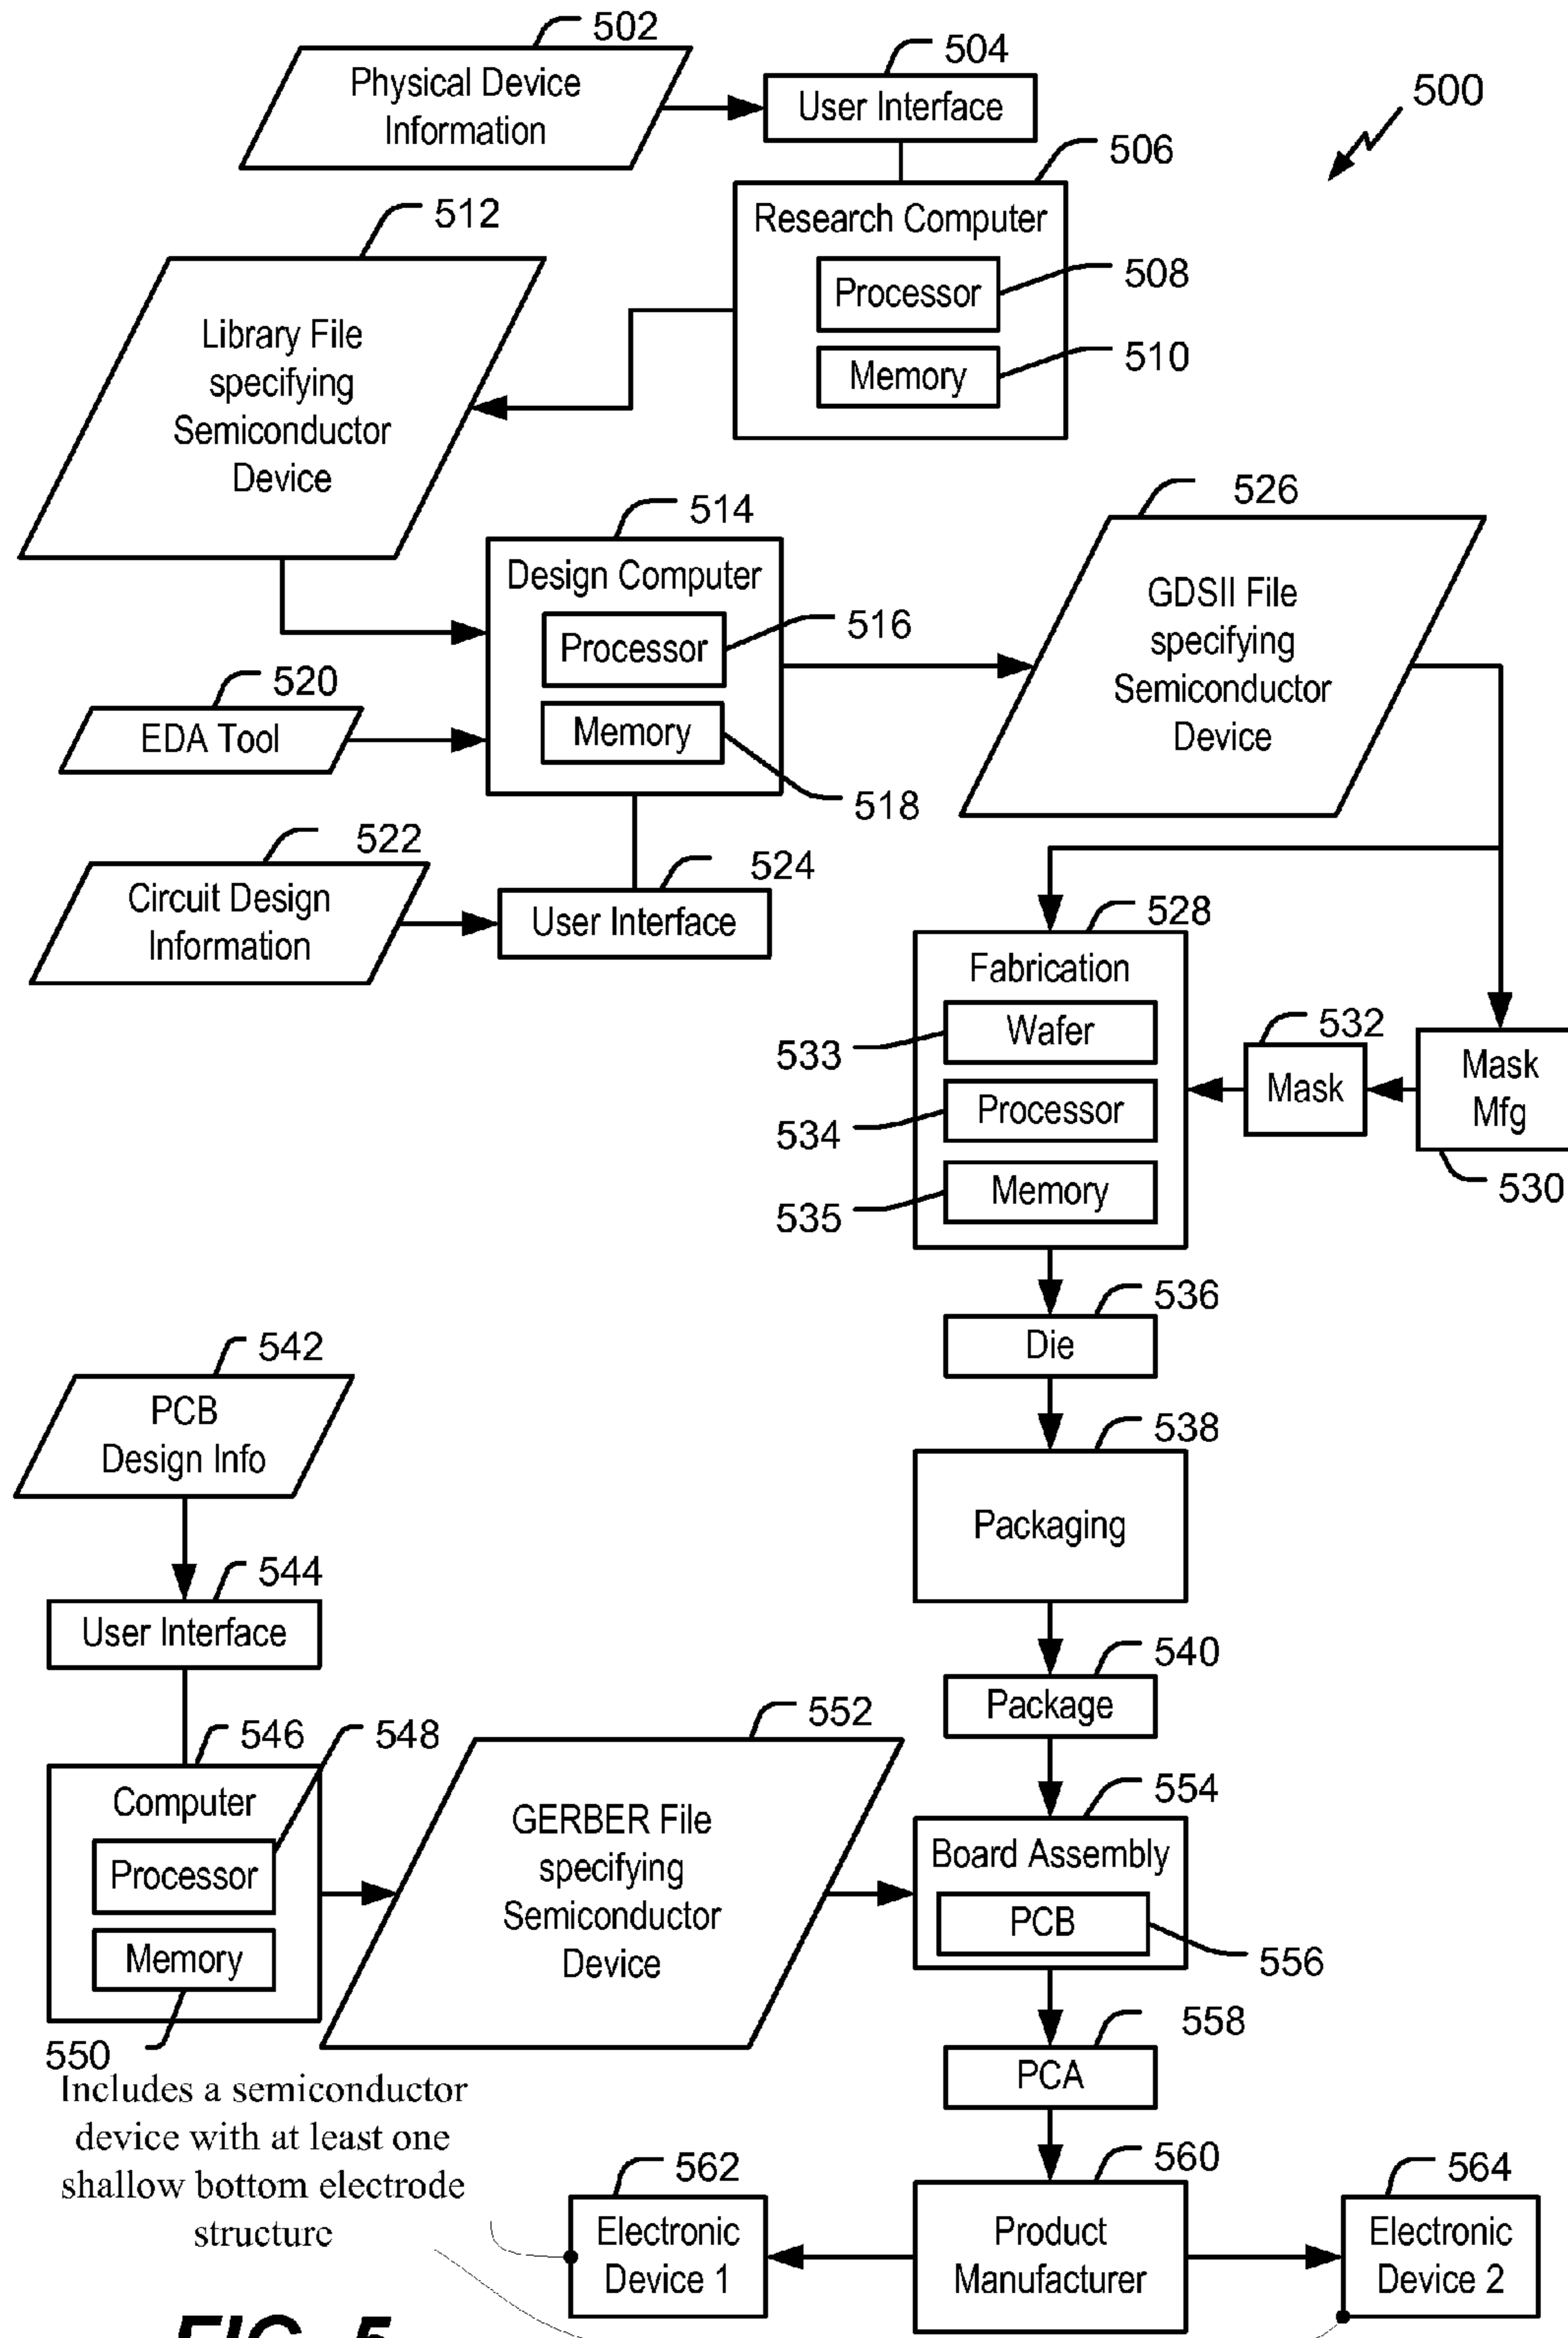 502
Physical Device
Information
504
User Interface
500
506
Research Computer
Processor
508
Memory
510
512
Library File
specifying
Semiconductor
Device
514
Design Computer
Processor
516
Memory
518
520
EDA Tool
522
Circuit Design
Information
524
User Interface
526
GDSII File
specifying
Semiconductor
Device
528
Fabrication
533
Wafer
534
Processor
535
Memory
532
Mask
Mask
Mfg
530
536
Die
538
Packaging
540
Package
542
PCB
Design Info
544
User Interface
546
548
Computer
Processor
Memory
550
552
GERBER File
specifying
Semiconductor
Device
554
Board Assembly
PCB
556
558
PCA
560
Product
Manufacturer
562
Electronic
Device 1
564
Electronic
Device 2
Includes a semiconductor
device with at least one
shallow bottom electrode
structure
FIG. 5